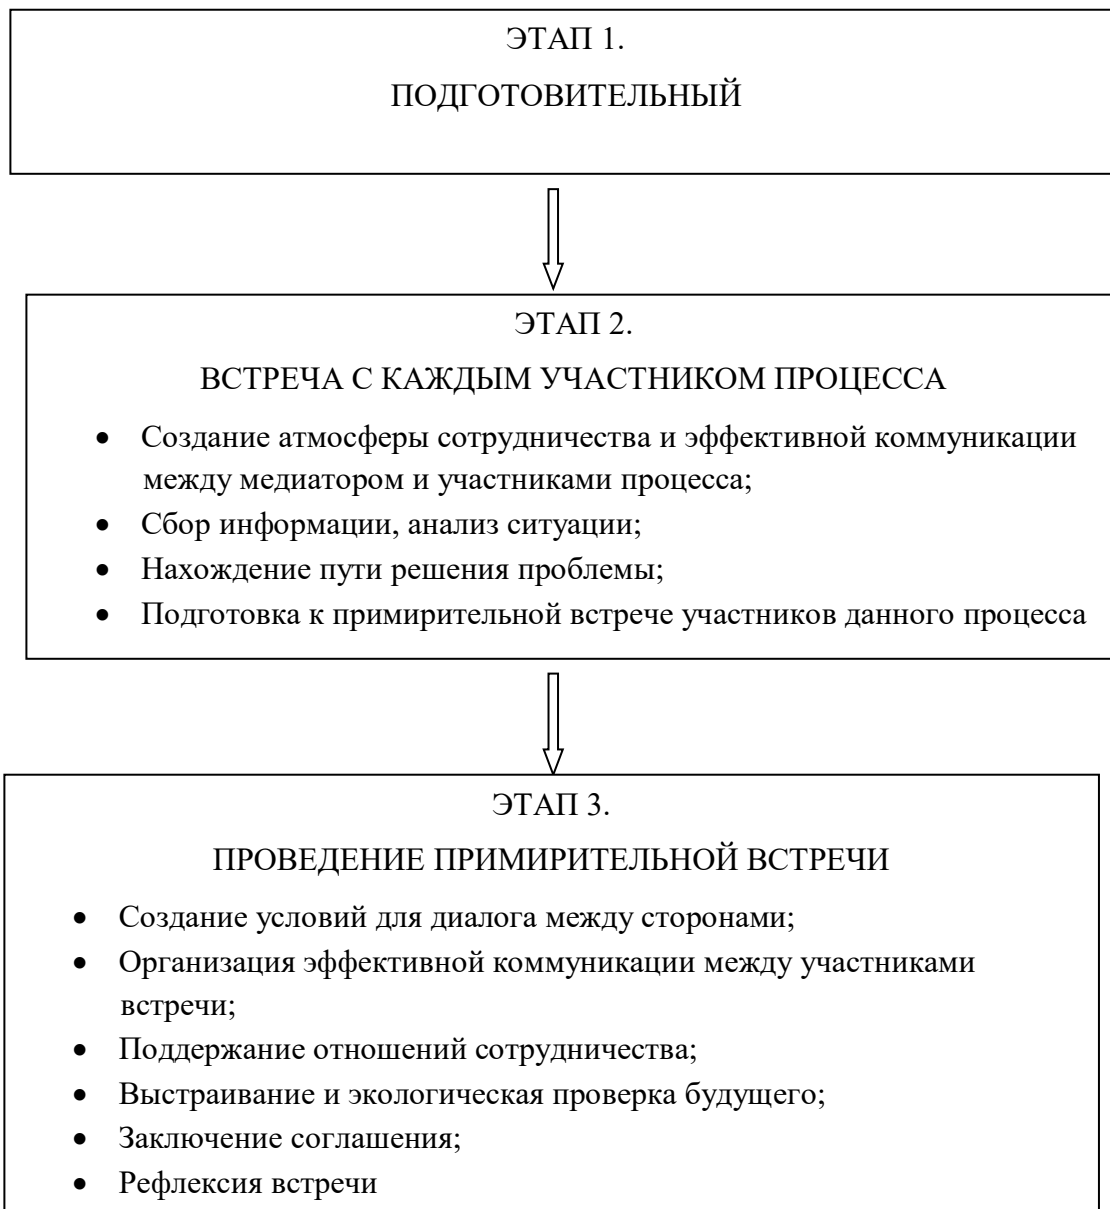 ЭТАП 1.
ПОДГОТОВИТЕЛЬНЫЙ
ЭТАП 2.
ВСТРЕЧА С КАЖДЫМ УЧАСТНИКОМ ПРОЦЕССА
• Создание атмосферы сотрудничества и эффективной коммуникации
между медиатором и участниками процесса;
• Сбор информации, анализ ситуации;
• Нахождение пути решения проблемы;
• Подготовка к примирительной встрече участников данного процесса
ЭТАП 3.
ПРОВЕДЕНИЕ ПРИМИРИТЕЛЬНОЙ ВСТРЕЧИ
• Создание условий для диалога между сторонами;
• Организация эффективной коммуникации между участниками
встречи;
• Поддержание отношений сотрудничества;
• Выстраивание и экологическая проверка будущего;
• Заключение соглашения;
• Рефлексия встречи